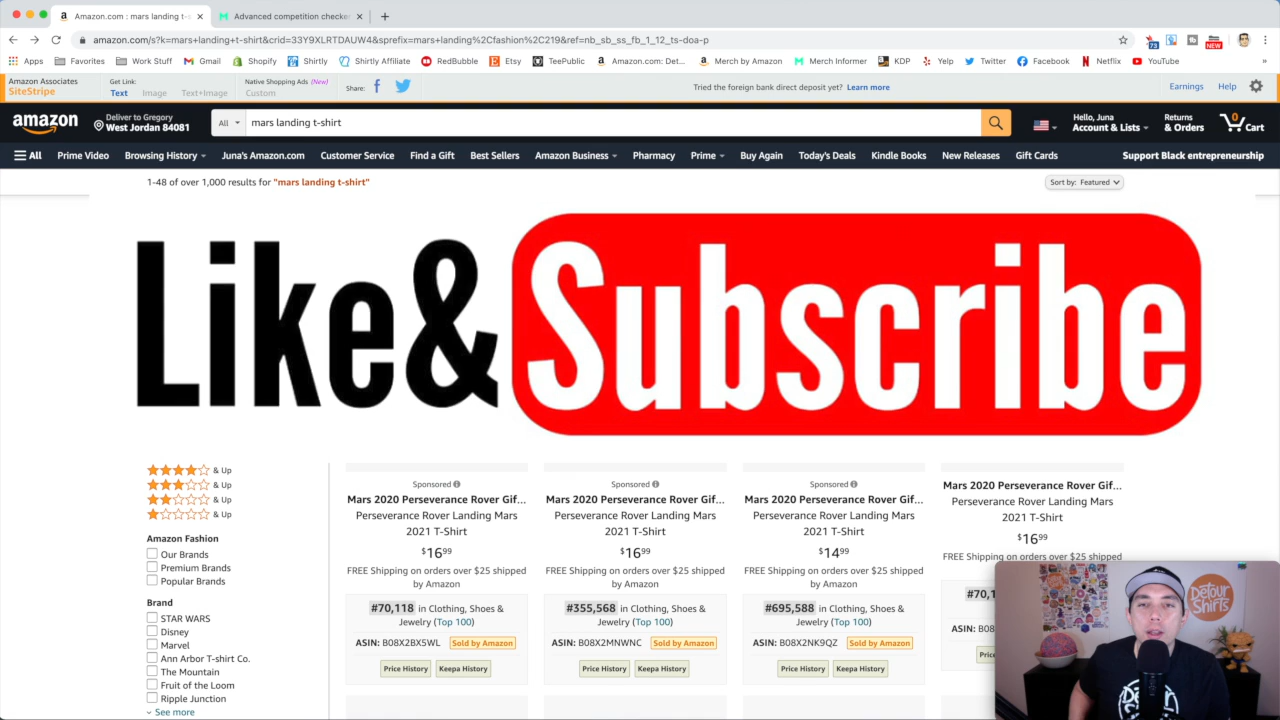 Amazon.com : mars landing t-s
Advanced competition checke
amazon.com/s?k=mars+landing+t-shirt&crid=33Y9XLRTDAUW4&sprefix=mars+landing%2Cfashion%2C219&ref=nb_sb_ss_fb_1_12_ts-doa-p
73
NEW
Apps Favorites Work Stuff Gmail Shopify Shirtly Shirtly Affiliate RedBubble Etsy TeePublic Amazon.com: Det... Merch by Amazon Merch Informer KDP Yelp Twitter Facebook Netflix YouTube »
Amazon Associates
SiteStripe
Get Link:
Text Image Text+Image
Native Shopping Ads (New)
Custom
Share:
Tried the foreign bank direct deposit yet? Learn more
Earnings Help
amazon
Deliver to Gregory
West Jordan 84081
All
mars landing t-shirt
Hello, Juna
Account & Lists
Returns
& Orders
0
Cart
All Prime Video Browsing History Juna's Amazon.com Customer Service Find a Gift Best Sellers Amazon Business Pharmacy Prime Buy Again Today's Deals Kindle Books New Releases Gift Cards Support Black entrepreneurship
1-48 of over 1,000 results for "mars landing t-shirt"
Sort by: Featured
Like & Subscribe
& Up
& Up
& Up
& Up
Amazon Fashion
Our Brands
Premium Brands
Popular Brands
Brand
STAR WARS
Disney
Marvel
Ann Arbor T-shirt Co.
The Mountain
Fruit of the Loom
Ripple Junction
See more
Sponsored
Mars 2020 Perseverance Rover Gif...
Perseverance Rover Landing Mars
2021 T-Shirt
$16 99
FREE Shipping on orders over $25 shipped
by Amazon
#70,118 in Clothing, Shoes &
Jewelry (Top 100)
ASIN: B08X2BX5WL Sold by Amazon
Price History Keepa History
Sponsored
Mars 2020 Perseverance Rover Gif...
Perseverance Rover Landing Mars
2021 T-Shirt
$16 99
FREE Shipping on orders over $25 shipped
by Amazon
#355,568 in Clothing, Shoes &
Jewelry (Top 100)
ASIN: B08X2MNWNC Sold by Amazon
Price History Keepa History
Sponsored
Mars 2020 Perseverance Rover Gif...
Perseverance Rover Landing Mars
2021 T-Shirt
$14 99
FREE Shipping on orders over $25 shipped
by Amazon
#695,588 in Clothing, Shoes &
Jewelry (Top 100)
ASIN: B08X2NK9QZ Sold by Amazon
Price History Keepa History
Mars 2020 Perseverance Rover Gif...
Perseverance Rover Landing Mars
2021 T-Shirt
$16 99
FREE Shipping on orders over $25 shipped
#70,1
ASIN: B08
Price
DETOUR
SHIRTS